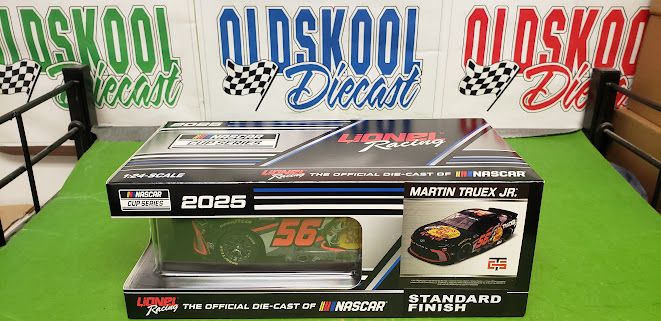 OLDSKOOL
Diecast
OLDSKOOL
Diecast
OLDSKOOL
Diecast
2025
NASCAR
CUP SERIES
LIONEL
Racing
1:24-SCALE
LIONEL Racing THE OFFICIAL DIE-CAST OF NASCAR
NASCAR
CUP SERIES
2025
MARTIN TRUEX JR.
56
56
LIONEL Racing THE OFFICIAL DIE-CAST OF NASCAR
STANDARD
FINISH